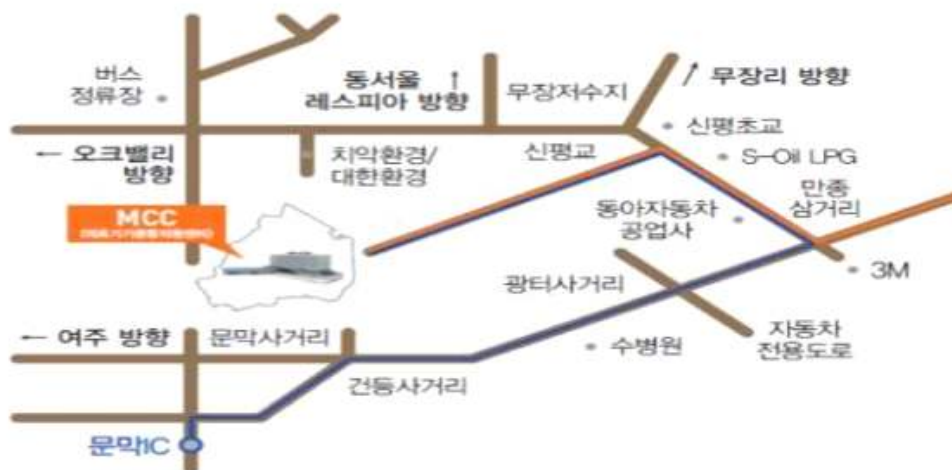 버스
정류장
동서울 ↑
레스피아 방향
무장저수지
↗ 무장리 방향
← 오크밸리
방향
치악환경/
대한환경
신평교
신평초교
S-Oil LPG
만종
삼거리
MCC
동아자동차
공업사
3M
광터사거리
← 여주 방향
문막사거리
수병원
자동차
전용도로
건등사거리
문막IC